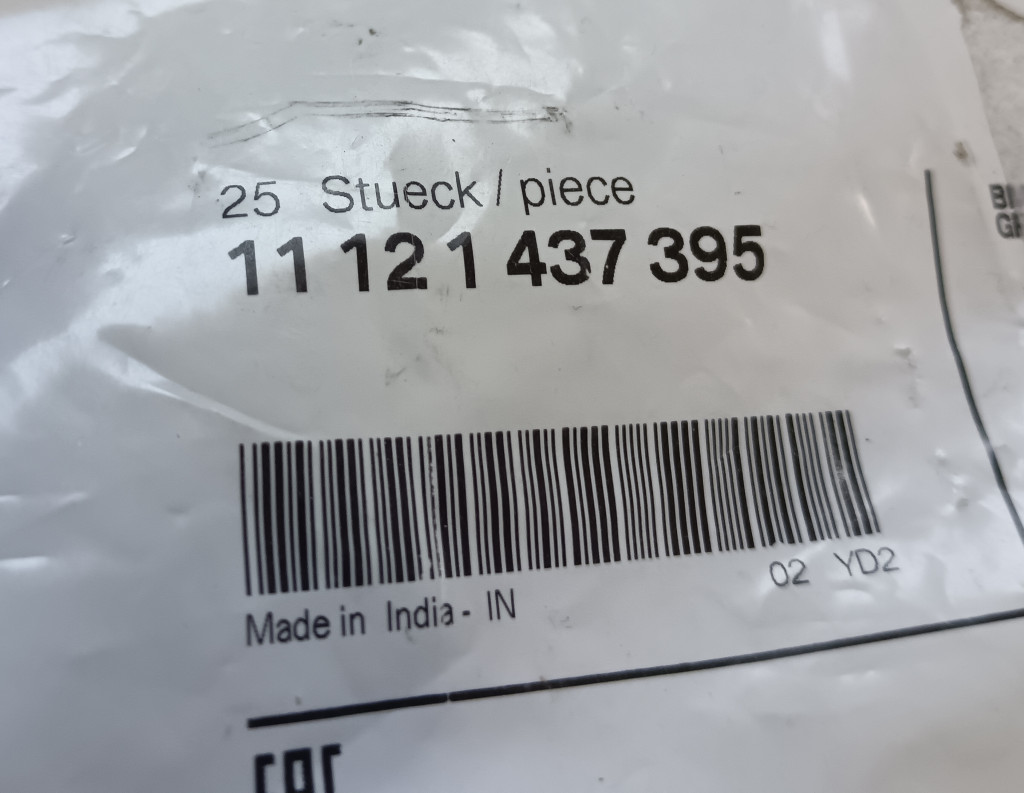 25 Stueck / piece
11 12 1 437 395
02 YD2
Made in India - IN